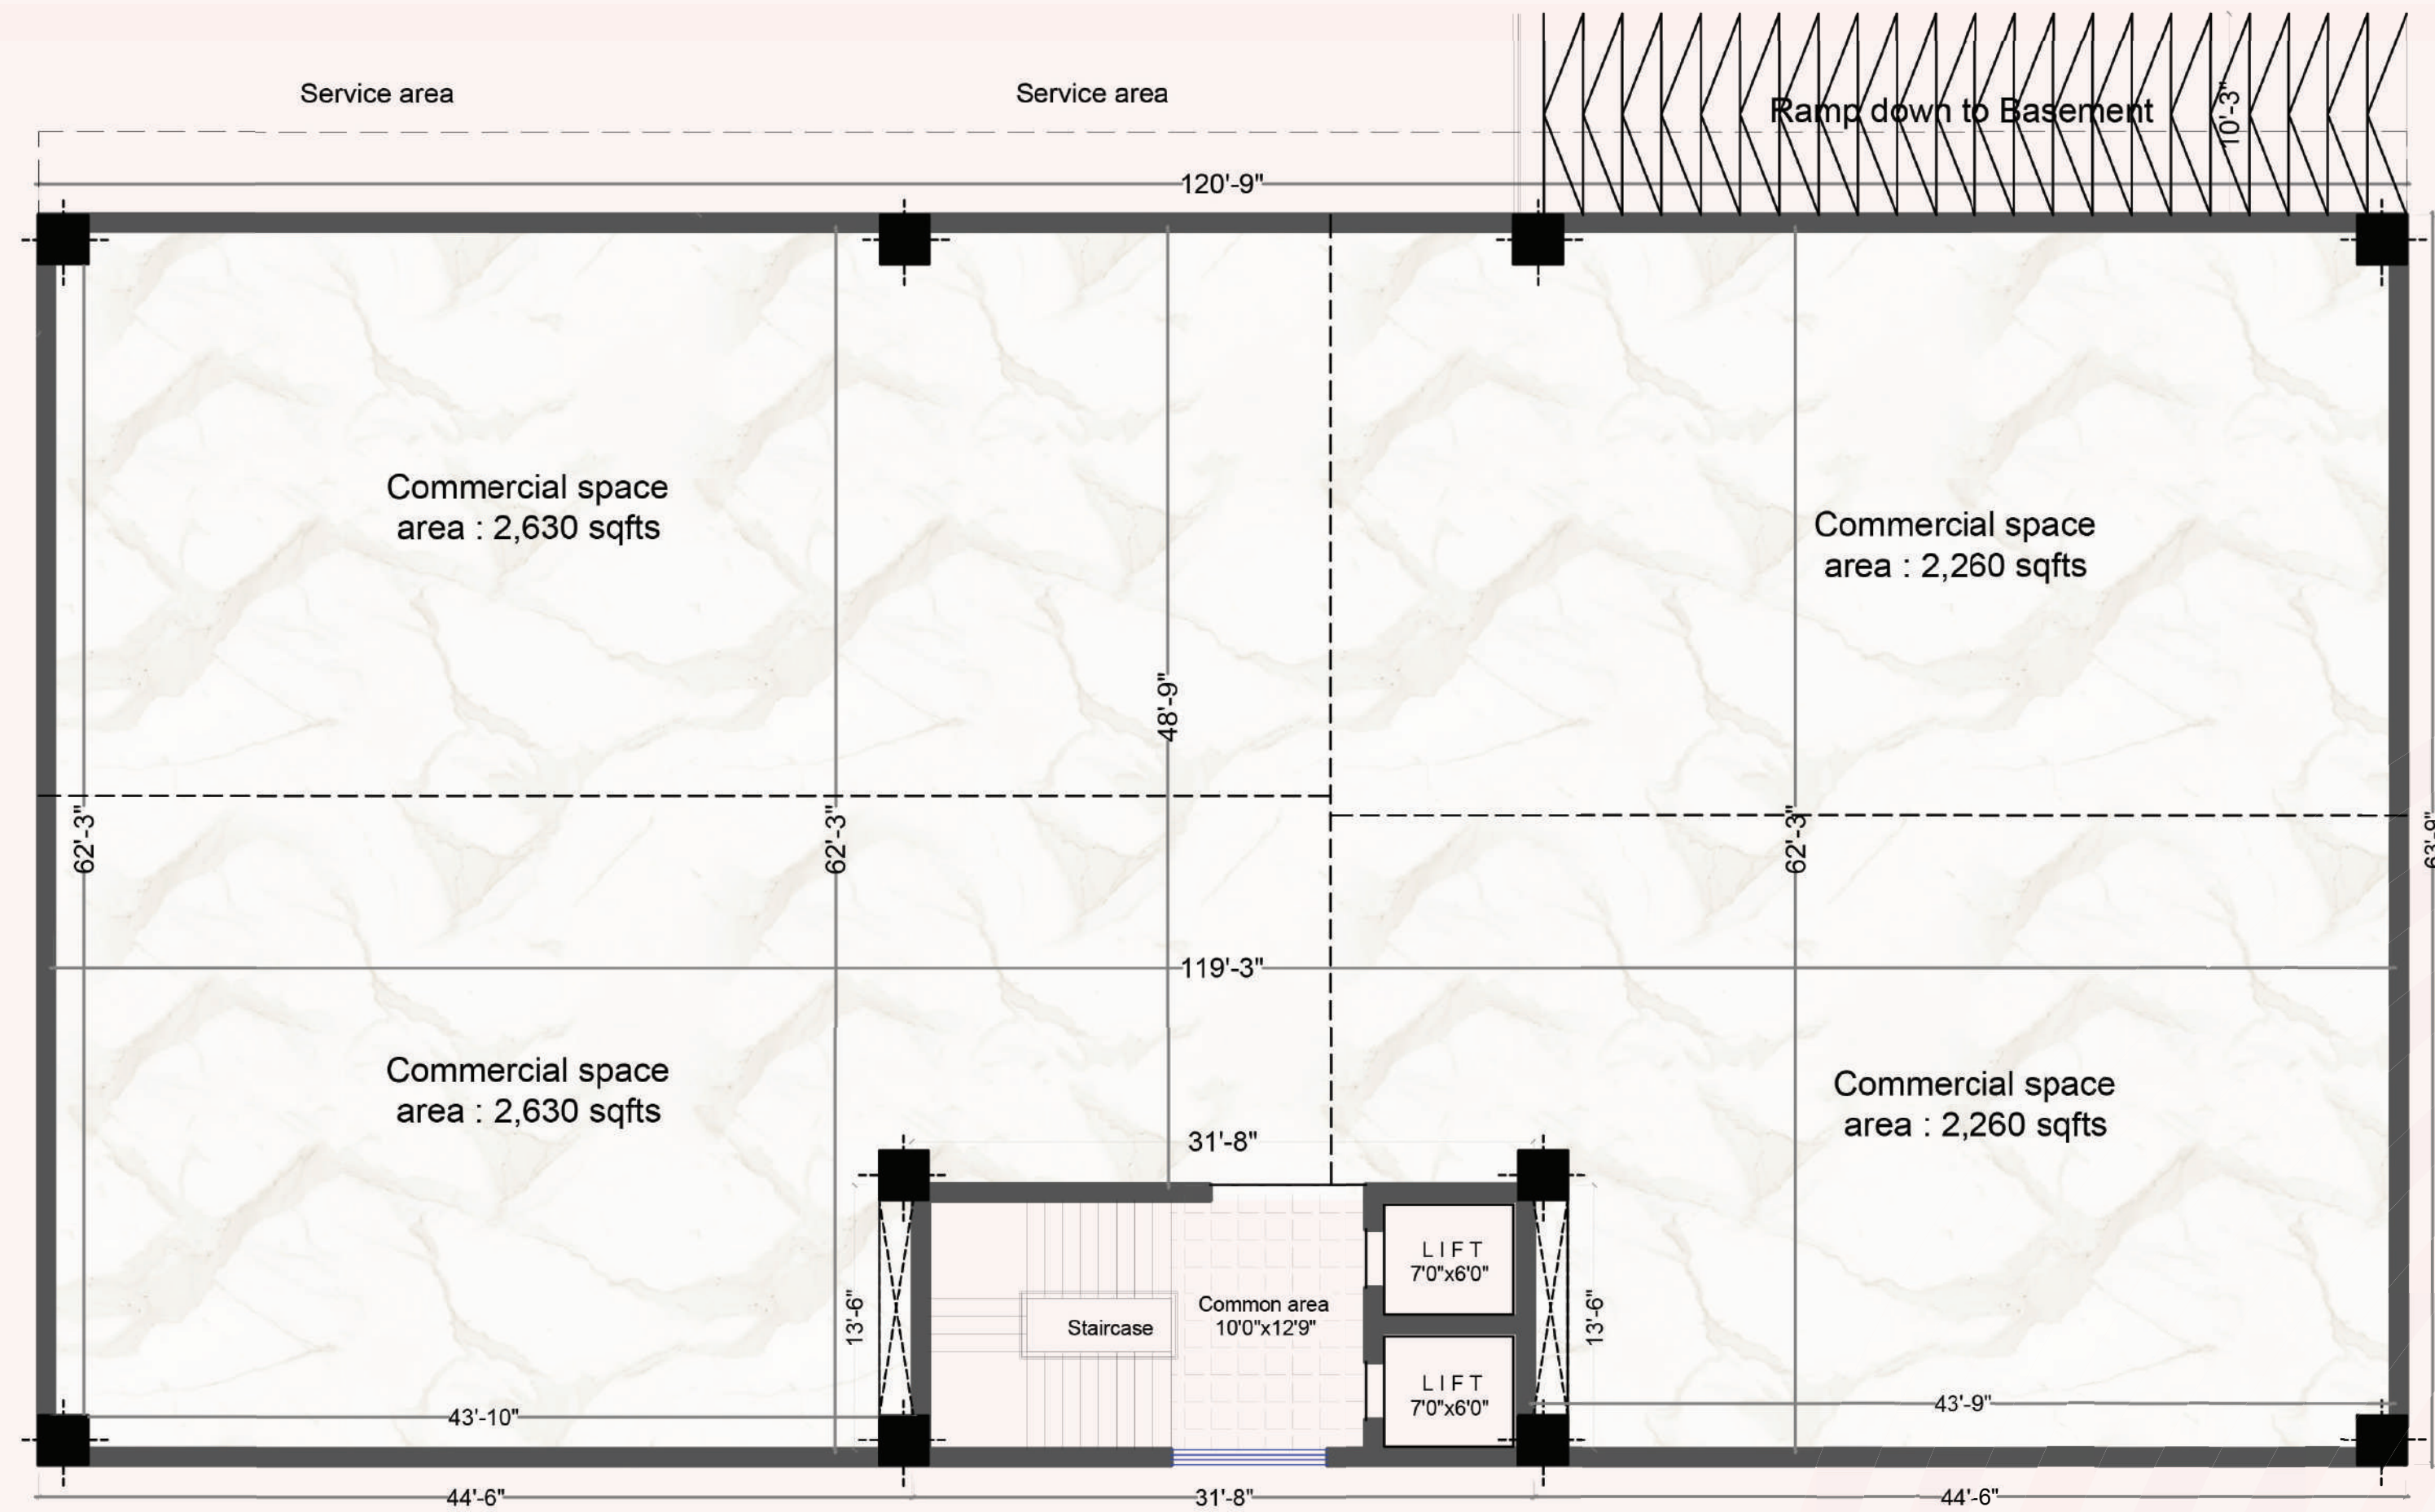 Service area
Service area
Ramp down to Basement
10'-3"
120'-9"
Commercial space
area : 2,630 sqfts
Commercial space
area : 2,260 sqfts
48'-9"
62'-3"
62'-3"
62'-3"
63'-9"
119'-3"
Commercial space
area : 2,630 sqfts
Commercial space
area : 2,260 sqfts
31'-8"
LIFT
7'0"x6'0"
13'-6"
Staircase
Common area
10'0"x12'9"
13'-6"
LIFT
7'0"x6'0"
43'-10"
43'-9"
44'-6"
31'-8"
44'-6"